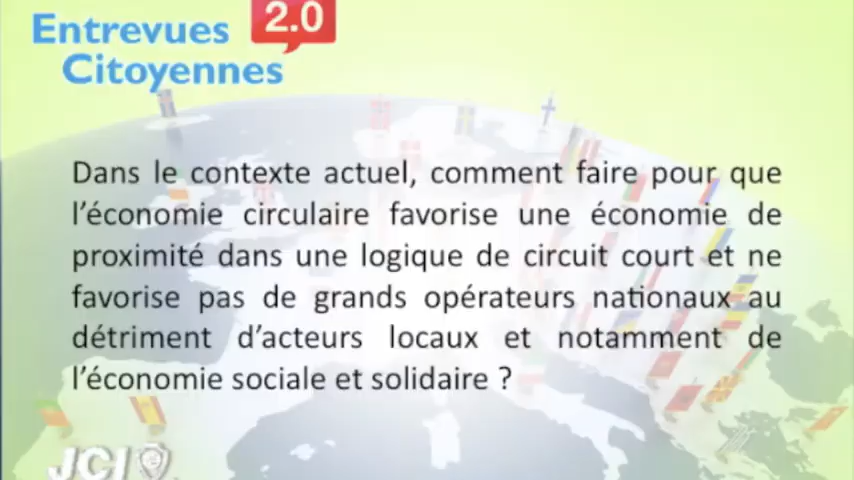 Entrevues 2.0
Citoyennes
Dans le contexte actuel, comment faire pour que
l’économie circulaire favorise une économie de
proximité dans une logique de circuit court et ne
favorise pas de grands opérateurs nationaux au
détriment d’acteurs locaux et notamment de
l’économie sociale et solidaire ?
JCI